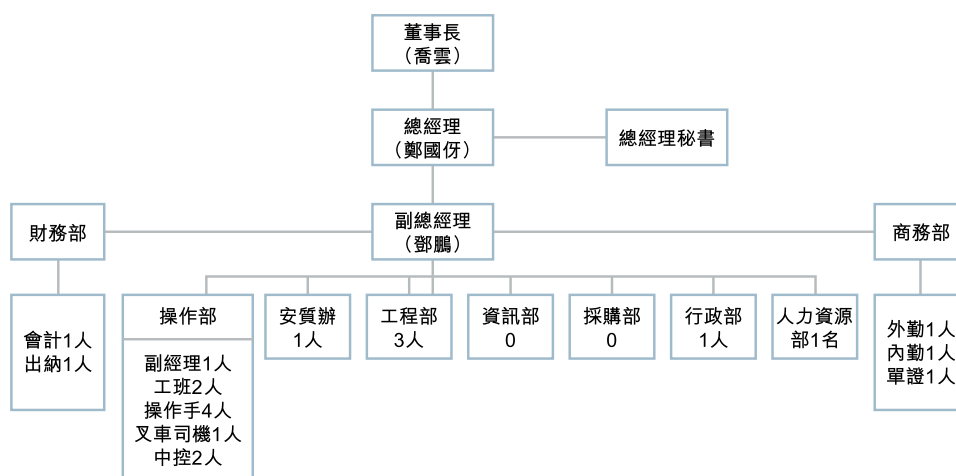 董事長
（喬雲）
總經理
（鄭國伢）
總經理秘書
財務部
副總經理
（鄧鵬）
商務部
會計1人
出納1人
操作部
副經理1人
工班2人
操作手4人
叉車司機1人
中控2人
安質辦
1人
工程部
3人
資訊部
0
採購部
0
行政部
1人
人力資源
部1名
外勤1人
內勤1人
單證1人